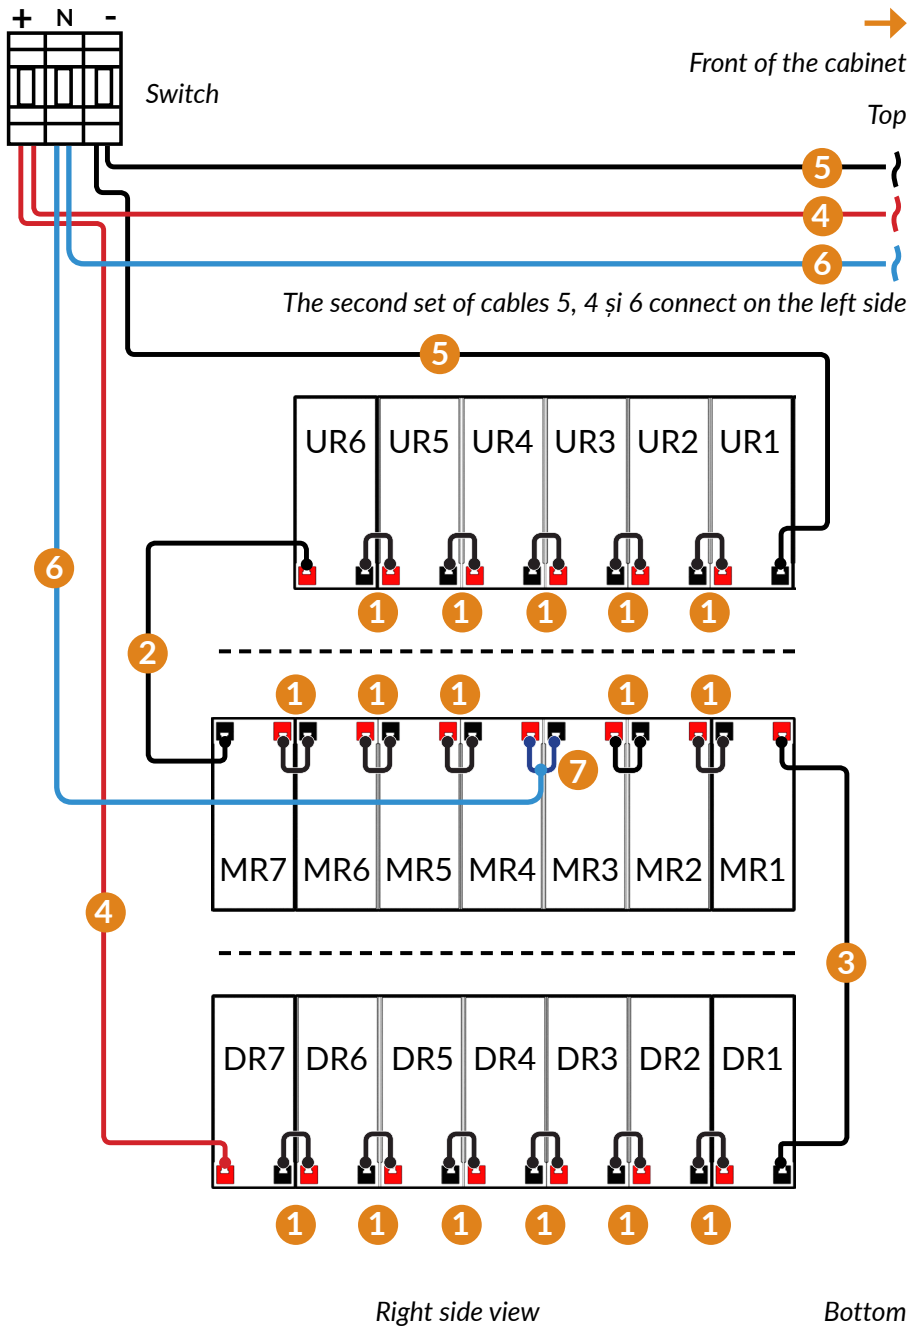 + N -
Switch
Front of the cabinet
Top
5
4
6
The second set of cables 5, 4 și 6 connect on the left side
5
UR6 UR5 UR4 UR3 UR2 UR1
6
1 1 1 1 1
2
1 1 1 1 1
7
MR7 MR6 MR5 MR4 MR3 MR2 MR1
4
3
DR7 DR6 DR5 DR4 DR3 DR2 DR1
1 1 1 1 1 1
Right side view
Bottom